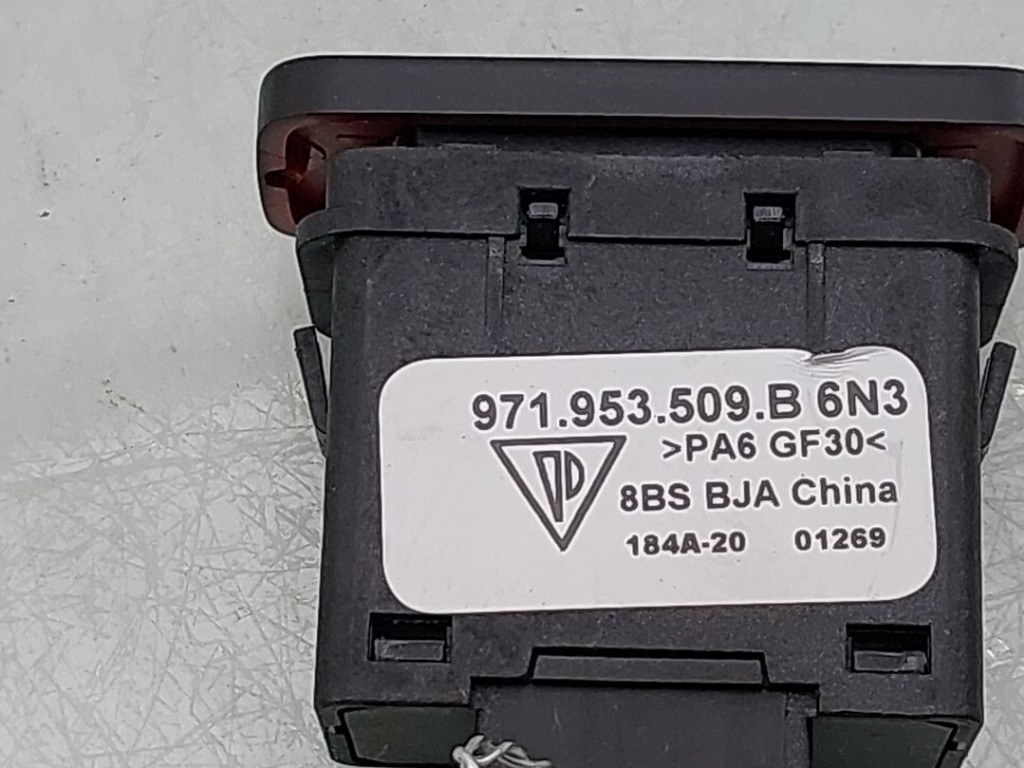 971.953.509.B 6N3
>PA6 GF30<
8BS BJA China
184A-20 01269